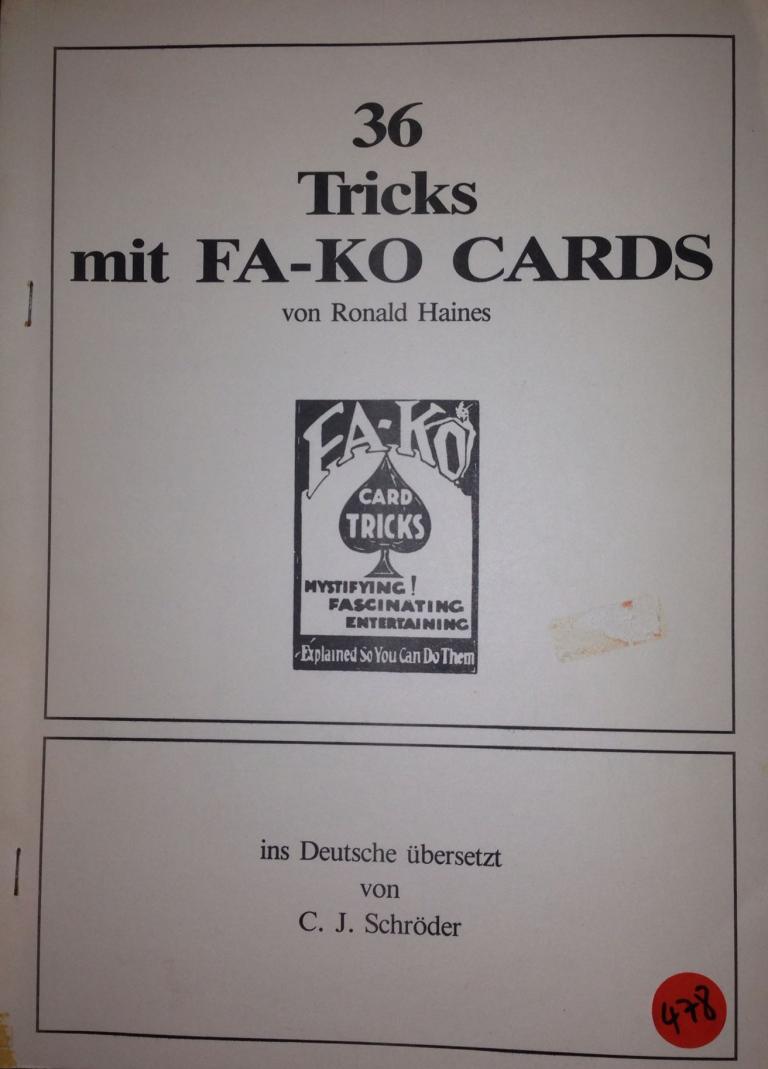 36
Tricks
mit FA-KO CARDS
von Ronald Haines
FA-KO
CARD
TRICKS
MYSTIFYING!
FASCINATING
ENTERTAINING
Explained So You Can Do Them
ins Deutsche übersetzt
von
C. J. Schröder
478